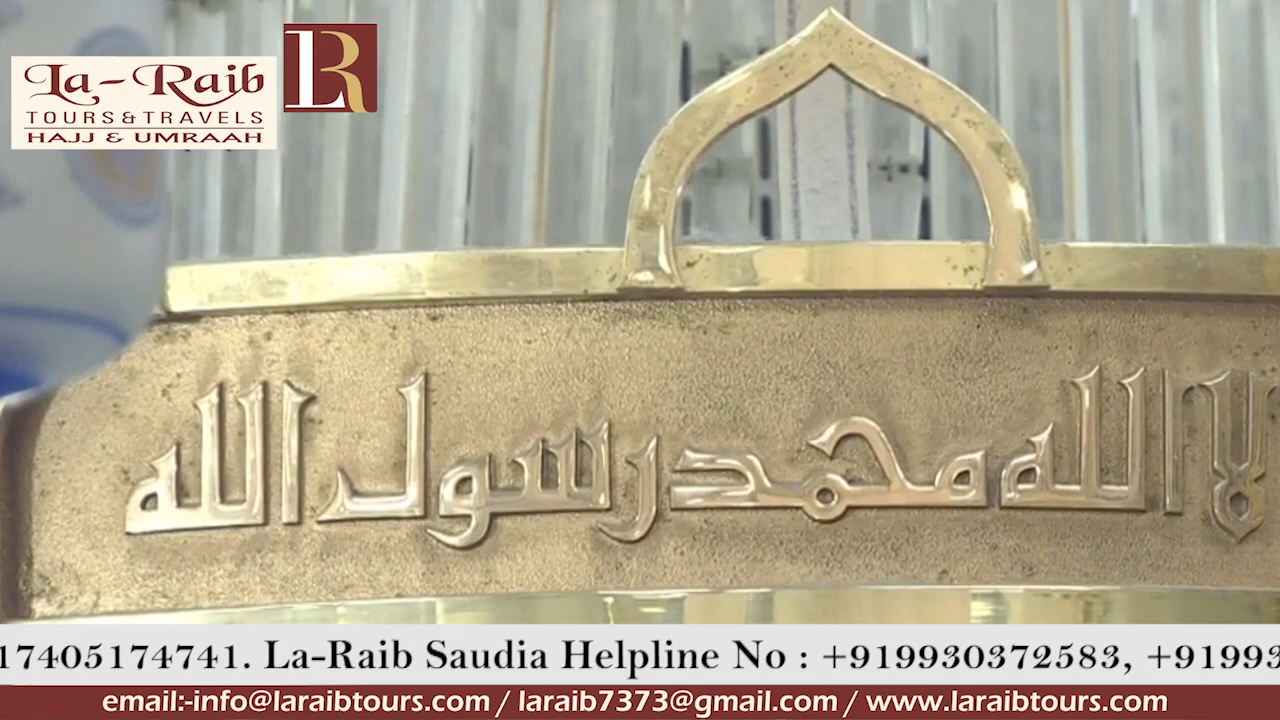 La-Raib
TOURS & TRAVELS
HAJJ & UMRAAH
LR
لا الله محمد رسول الله
17405174741. La-Raib Saudia Helpline No : +919930372583, +91993
email:-info@laraibtours.com / laraib7373@gmail.com / www.laraibtours.com